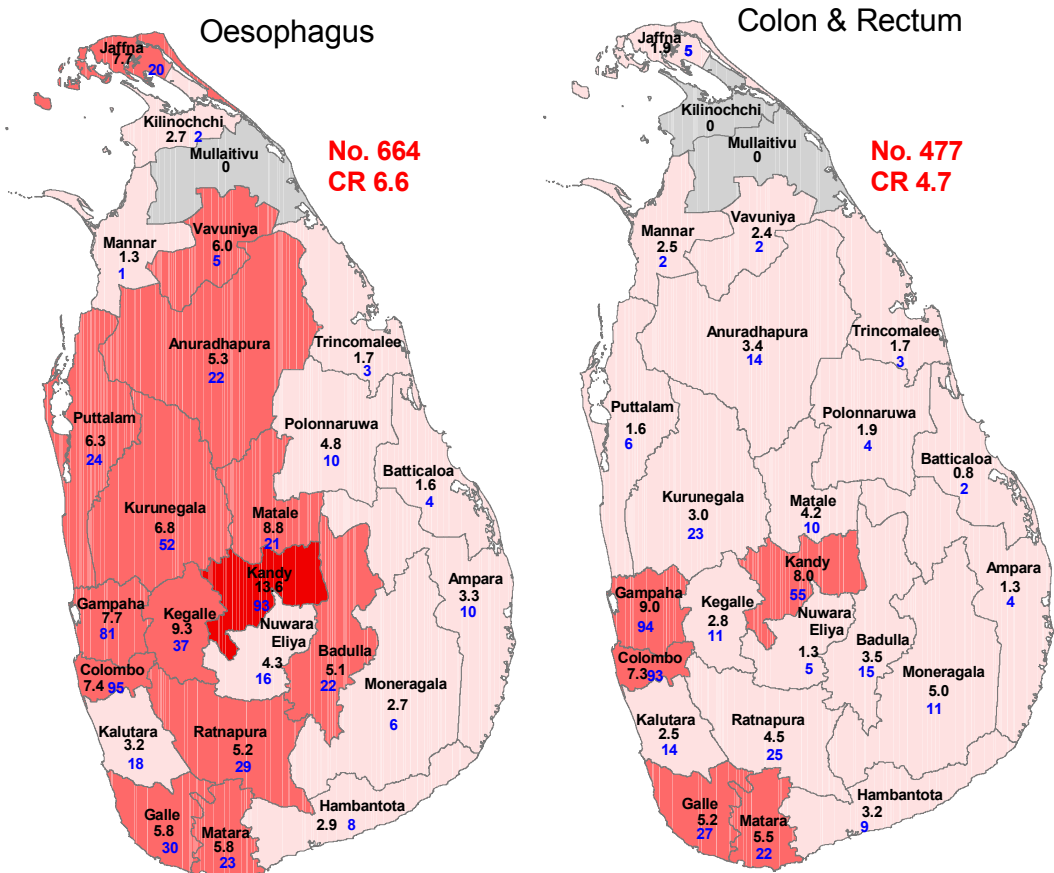 Oesophagus
Jaffna
7.7
20
Kilinochchi
2.7 2
Mullaitivu
0
No. 664
CR 6.6
Vavuniya
6.0
5
Mannar
1.3
1
Anuradhapura
5.3
22
Trincomalee
1.7
3
Puttalam
6.3
24
Polonnaruwa
4.8
10
Batticaloa
1.6
4
Kurunegala
6.8
52
Matale
8.8
21
Kandy
13.6
93
Ampara
3.3
10
Gampaha
7.7
81
Kegalle
9.3
37
Nuwara
Eliya
4.3
16
Badulla
5.1
22
Colombo
7.4 95
Moneragala
2.7
6
Kalutara
3.2
18
Ratnapura
5.2
29
Galle
5.8
30
Matara
5.8
23
Hambantota
2.9 8
Colon & Rectum
Jaffna
1.9 5
Kilinochchi
0
Mullaitivu
0
No. 477
CR 4.7
Vavuniya
2.4
2
Mannar
2.5
2
Anuradhapura
3.4
14
Trincomalee
1.7
3
Puttalam
1.6
6
Polonnaruwa
1.9
4
Batticaloa
0.8
2
Kurunegala
3.0
23
Matale
4.2
10
Kandy
8.0
55
Ampara
1.3
4
Gampaha
9.0
94
Kegalle
2.8
11
Nuwara
Eliya
1.3
5
Badulla
3.5
15
Colombo
7.3 93
Moneragala
5.0
11
Kalutara
2.5
14
Ratnapura
4.5
25
Galle
5.2
27
Matara
5.5
22
Hambantota
3.2
9